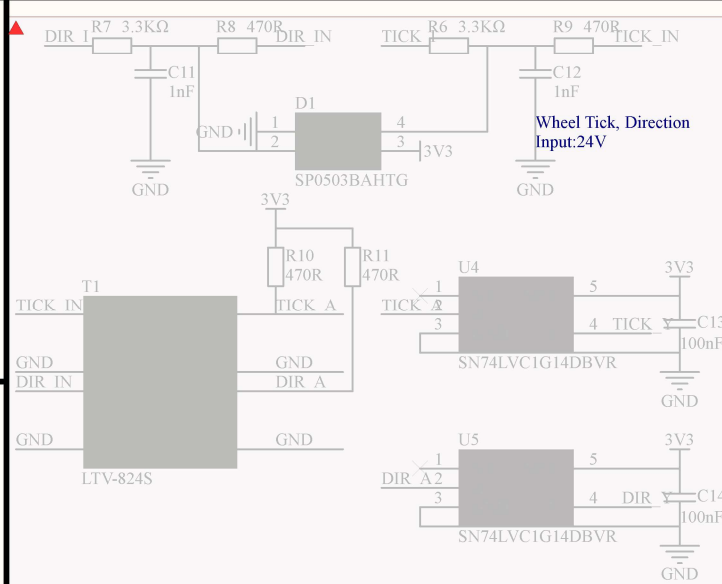 R7 3.3KΩ R8 470R R6 3.3KΩ R9 470R
DIR_I DIR_IN TICK_I TICK_IN
C11
1nF
C12
1nF
D1
GND 1 4
2 3 3V3
SP0503BAHTG
Wheel Tick, Direction
Input:24V
GND
GND
3V3
R10
470R
R11
470R
T1
TICK_IN TICK_A
GND GND
DIR_IN DIR_A
GND GND
LTV-824S
U4
3V3
1 5
TICK_A 2
3 4 TICK_Y C13
100nF
SN74LVC1G14DBVR
GND
U5
3V3
1 5
DIR_A 2
3 4 DIR_Y C14
100nF
SN74LVC1G14DBVR
GND